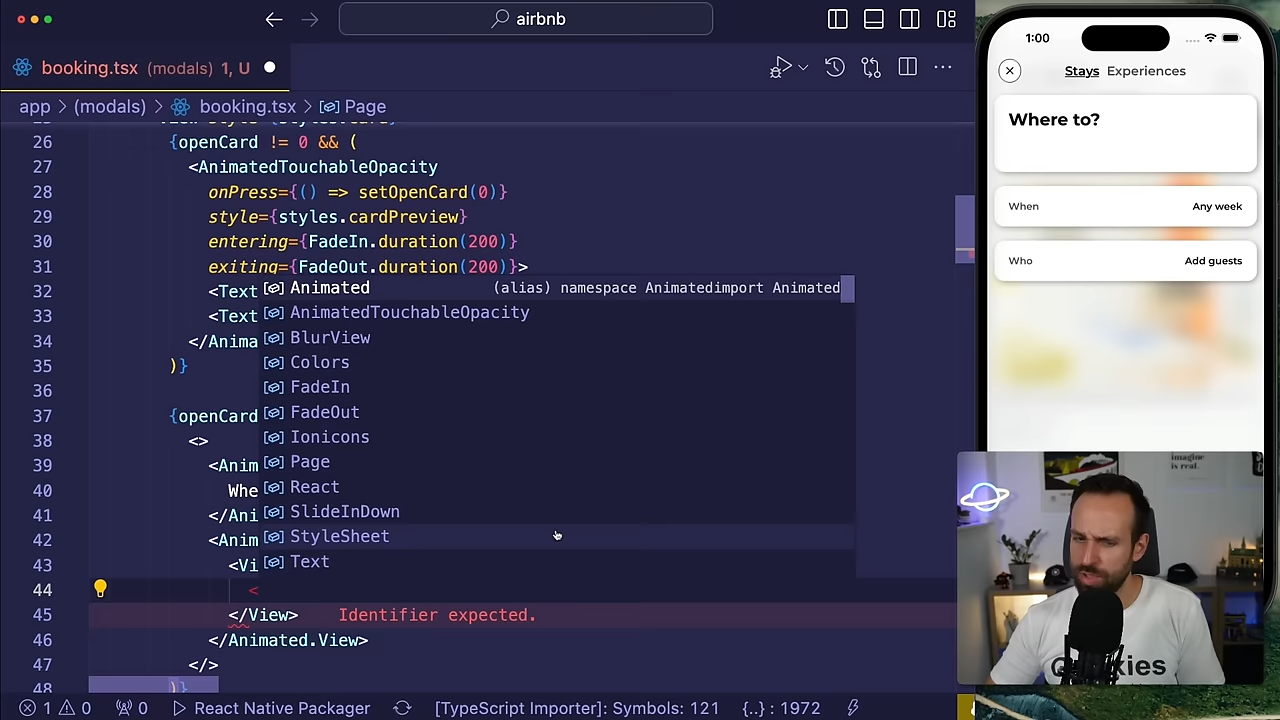 airbnb
booking.tsx (modals) 1, U
app > (modals) > booking.tsx > Page
26 {openCard != 0 && (
27 <AnimatedTouchableOpacity
28 onPress={() => setOpenCard(0)}
29 style={styles.cardPreview}
30 entering={FadeIn.duration(200)}
31 exiting={FadeOut.duration(200)}>
32 <Text
33 <Text
34 </Anima
35 )}
36
37 {openCard
38 <>
39 <Anim
40 Whe
41 </Ani
42 <Anim
43 <Vi
44 <
45 </View> Identifier expected.
46 </Animated.View>
47 </>
48 )}
Animated (alias) namespace Animatedimport Animated
AnimatedTouchableOpacity
BlurView
Colors
FadeIn
FadeOut
Ionicons
Page
React
SlideInDown
StyleSheet
Text
1 0 0 React Native Packager [TypeScript Importer]: Symbols: 121 {..} : 1972
1:00
Stays Experiences
Where to?
When Any week
Who Add guests
imagine
is real.